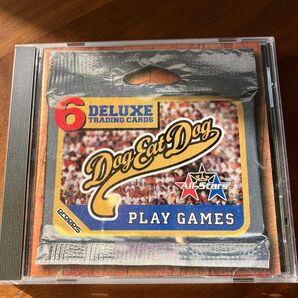 6 DELUXE
TRADING CARDS
Dog Eat Dog
All-Stars
PLAY GAMES